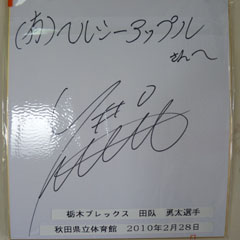 (有)ヘルシーアップル
さんへ
栃木ブレックス 田臥 勇太選手
秋田県立体育館 2010年2月28日